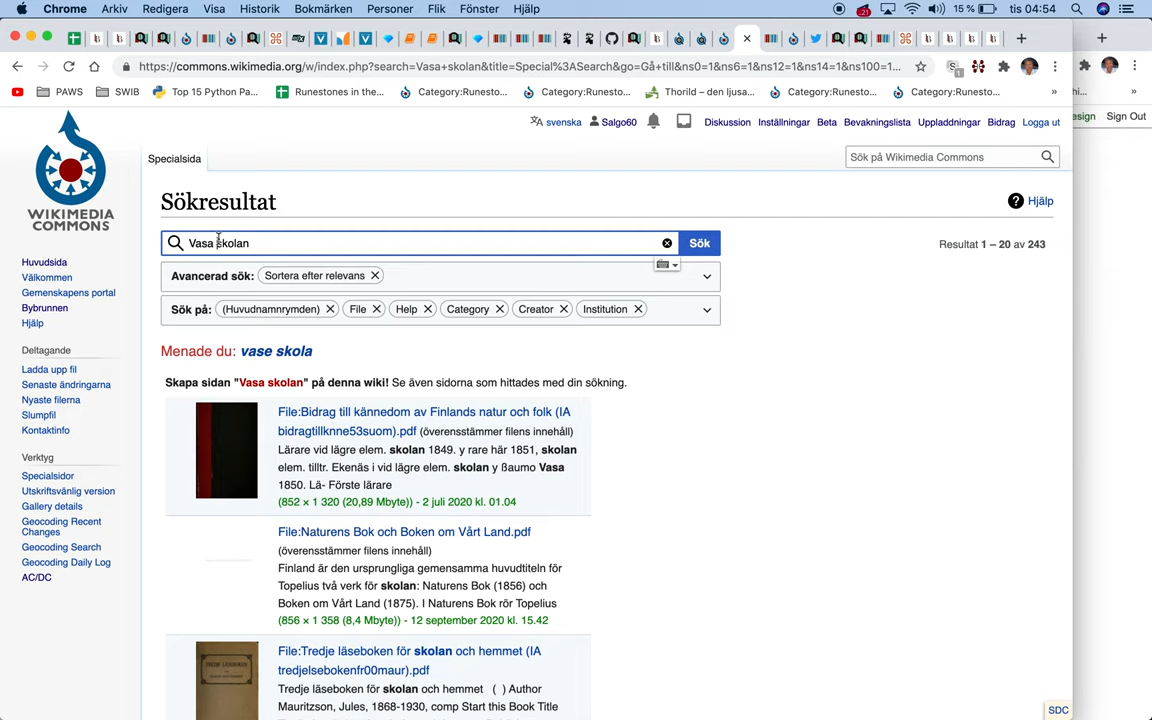 Chrome Arkiv Redigera Visa Historik Bokmärken Personer Flik Fönster Hjälp 21 15 % tis 04:54
https://commons.wikimedia.org/w/index.php?search=Vasa+skolan&title=Special%3ASearch&go=Gå+till&ns0=1&ns6=1&ns12=1&ns14=1&ns100=1...
PAWS SWIB Top 15 Python Pa... Runestones in the... Category:Runesto... Category:Runesto... Thorild – den ljusa... Category:Runesto... Category:Runesto... » hi... »
svenska Salgo60 Diskussion Inställningar Beta Bevakningslista Uppladdningar Bidrag Logga ut
esign Sign Out
Specialsida
Sök på Wikimedia Commons
WIKIMEDIA
COMMONS
Sökresultat
Hjälp
Vasa skolan
Sök
Resultat 1 – 20 av 243
Avancerad sök: Sortera efter relevans
Sök på: (Huvudnamnrymden) File Help Category Creator Institution
Huvudsida
Välkommen
Gemenskapens portal
Bybrunnen
Hjälp
Deltagande
Ladda upp fil
Senaste ändringarna
Nyaste filerna
Slumpfil
Kontaktinfo
Verktyg
Specialsidor
Utskriftsvänlig version
Gallery details
Geocoding Recent
Changes
Geocoding Search
Geocoding Daily Log
AC/DC
Menade du: vase skola
Skapa sidan "Vasa skolan" på denna wiki! Se även sidorna som hittades med din sökning.
File:Bidrag till kännedom av Finlands natur och folk (IA
bidragtillknne53suom).pdf (överensstämmer filens innehåll)
Lärare vid lägre elem. skolan 1849. y rare här 1851, skolan
elem. tilltr. Ekenäs i vid lägre elem. skolan y ßaumo Vasa
1850. Lä- Förste lärare
(852 × 1 320 (20,89 Mbyte)) - 2 juli 2020 kl. 01.04
File:Naturens Bok och Boken om Vårt Land.pdf
(överensstämmer filens innehåll)
Finland är den ursprungliga gemensamma huvudtiteln för
Topelius två verk för skolan: Naturens Bok (1856) och
Boken om Vårt Land (1875). I Naturens Bok rör Topelius
(856 × 1 358 (8,4 Mbyte)) - 12 september 2020 kl. 15.42
File:Tredje läseboken för skolan och hemmet (IA
tredjelsebokenfr00maur).pdf
Tredje läseboken för skolan och hemmet ( ) Author
Mauritzson, Jules, 1868-1930, comp Start this Book Title
SDC